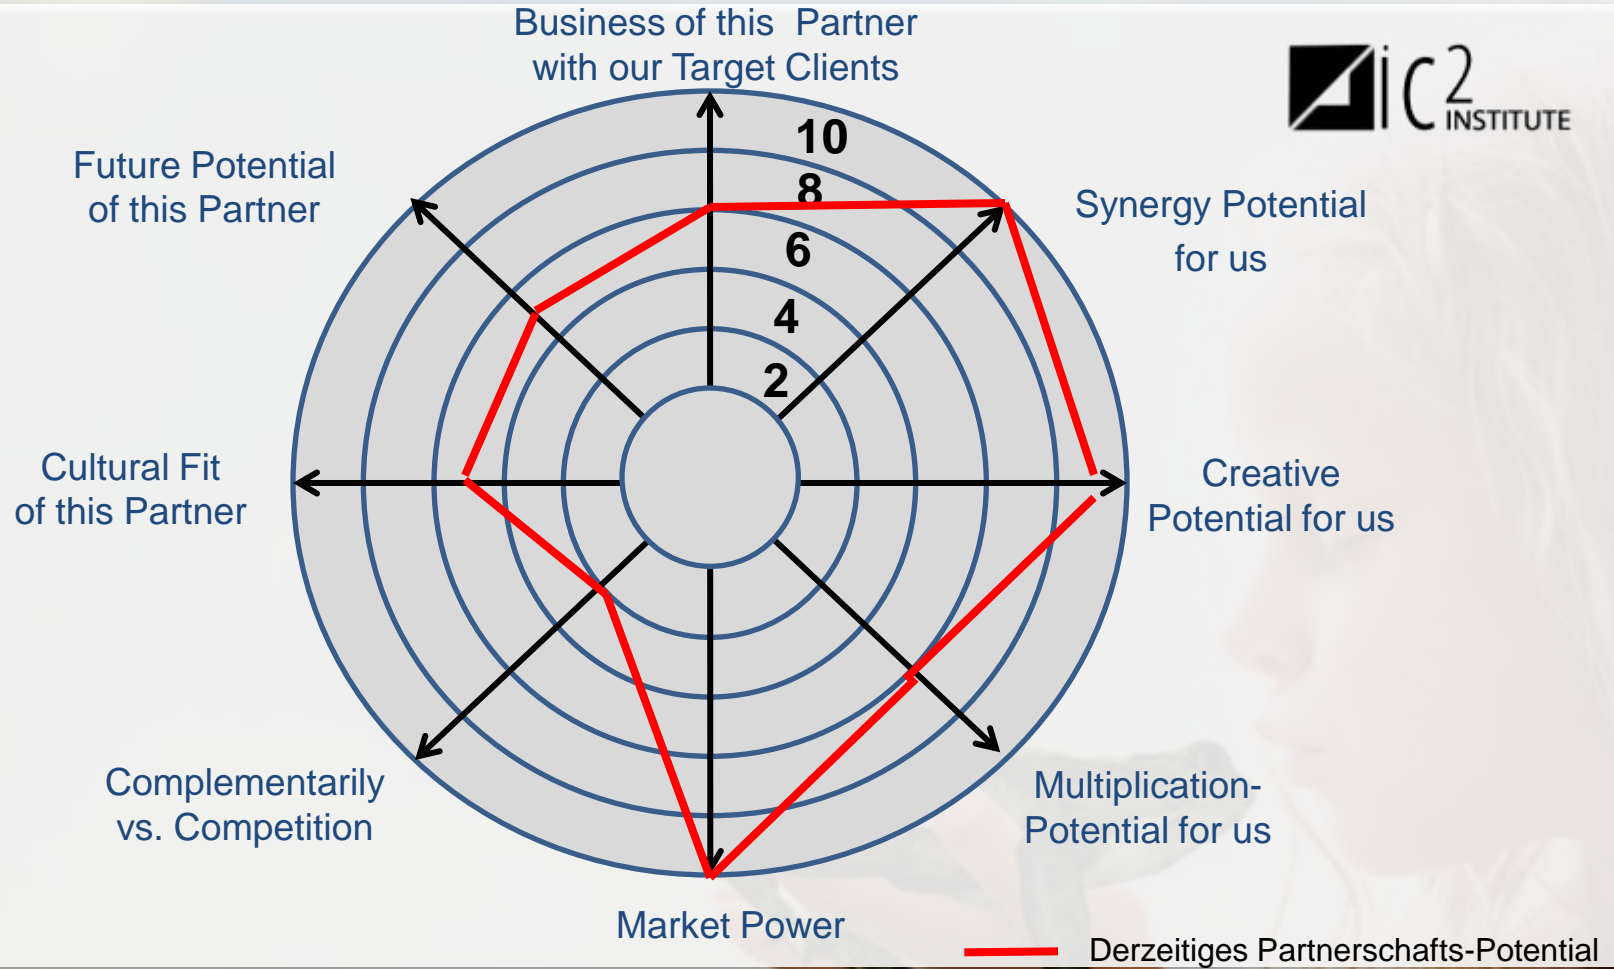 Business of this Partner
with our Target Clients
iC2
INSTITUTE
Future Potential
of this Partner
10
8
6
4
2
Synergy Potential
for us
Cultural Fit
of this Partner
Creative
Potential for us
Complementarily
vs. Competition
Multiplication-
Potential for us
Market Power
Derzeitiges Partnerschafts-Potential